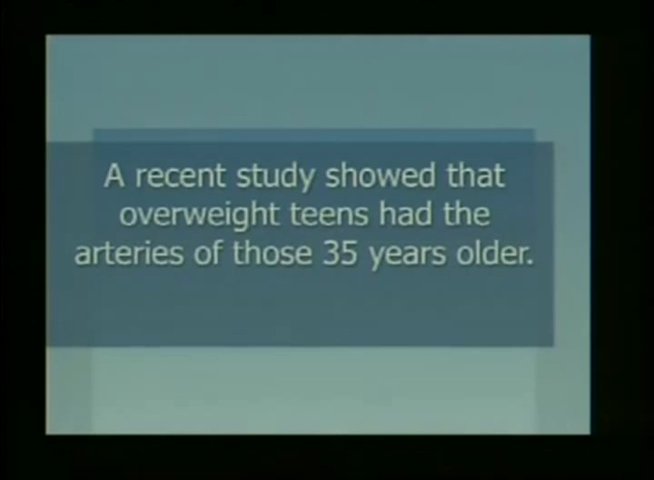 A recent study showed that
overweight teens had the
arteries of those 35 years older.